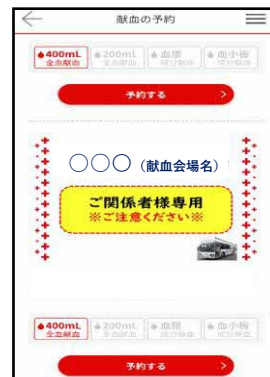 献血の予約
400mL 全血献血 200mL 全血献血 血漿 成分献血 血小板 成分献血
予約する
〇〇〇（献血会場名）
ご関係者様専用
※ご注意ください※
400mL 全血献血 200mL 全血献血 血漿 成分献血 血小板 成分献血
予約する